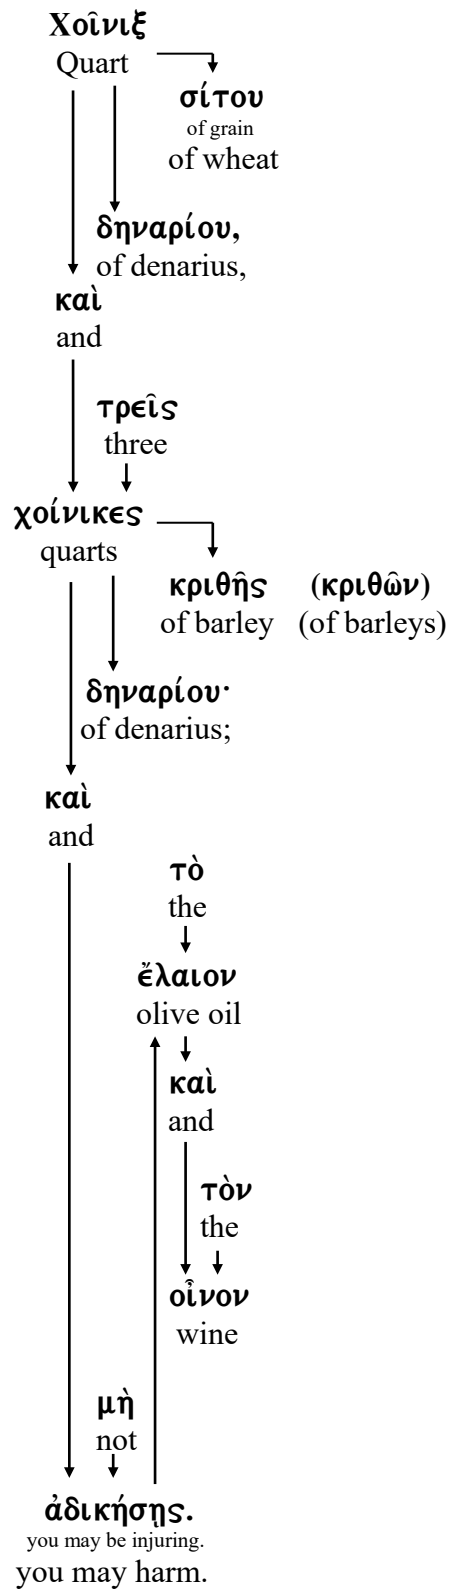 Χοῖνιξ
Quart
σίτου
of grain
of wheat
δηναρίου,
of denarius,
καὶ
and
τρεῖς
three
χοίνικες
quarts
κριθῆς (κριθῶν)
of barley (of barleys)
δηναρίου·
of denarius;
καὶ
and
τὸ
the
ἔλαιον
olive oil
καὶ
and
τὸν
the
οἶνον
wine
μὴ
not
ἀδικήσῃς.
you may be injuring.
you may harm.